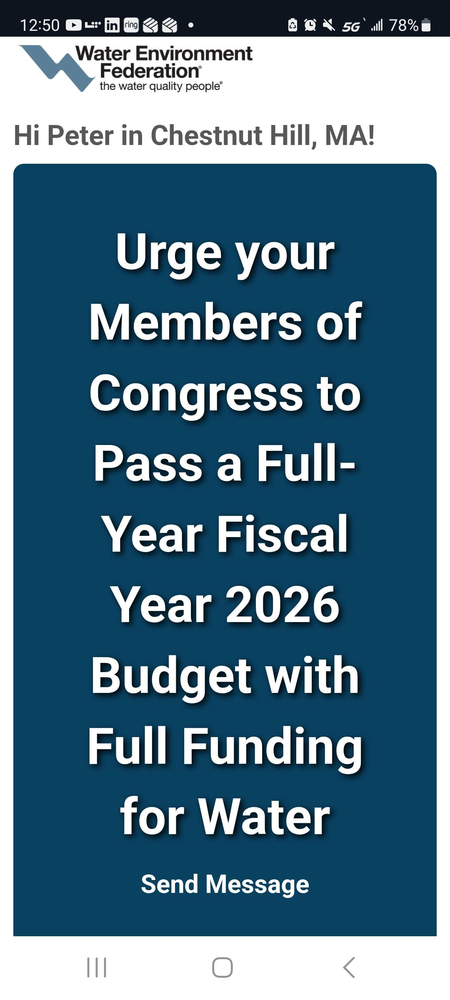 12:50 in ring 5G 78%
Water Environment
Federation®
the water quality people®
Hi Peter in Chestnut Hill, MA!
Urge your
Members of
Congress to
Pass a Full-
Year Fiscal
Year 2026
Budget with
Full Funding
for Water
Send Message